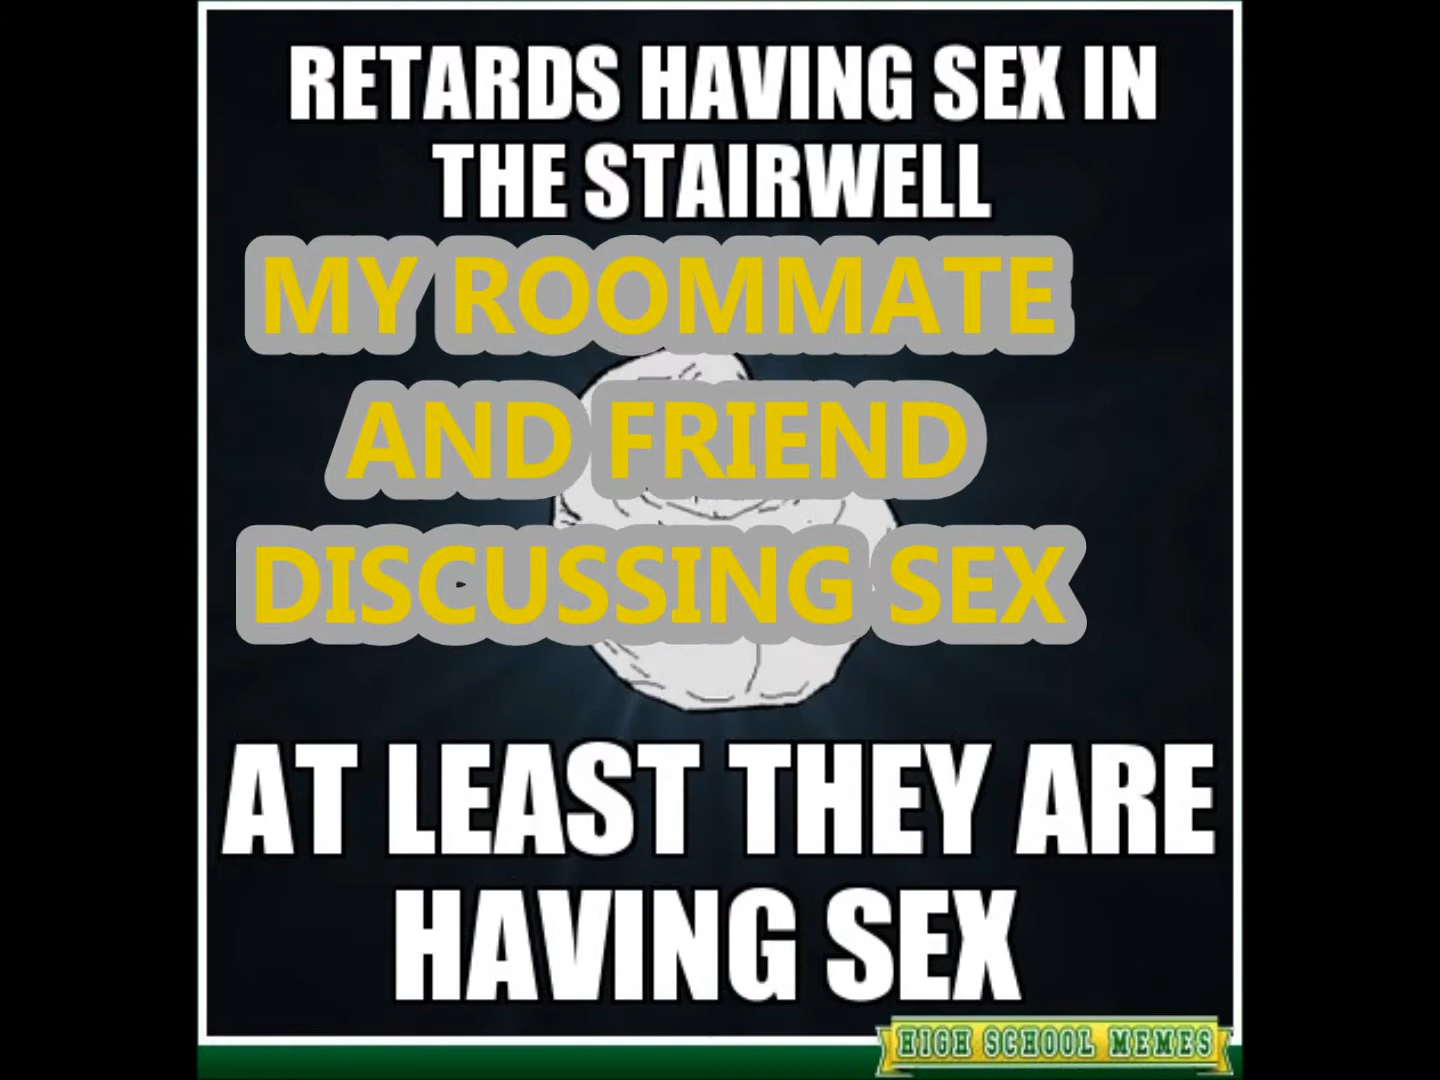 RETARDS HAVING SEX IN
THE STAIRWELL
MY ROOMMATE
AND FRIEND
DISCUSSING SEX
AT LEAST THEY ARE
HAVING SEX
HIGH SCHOOL MEMES